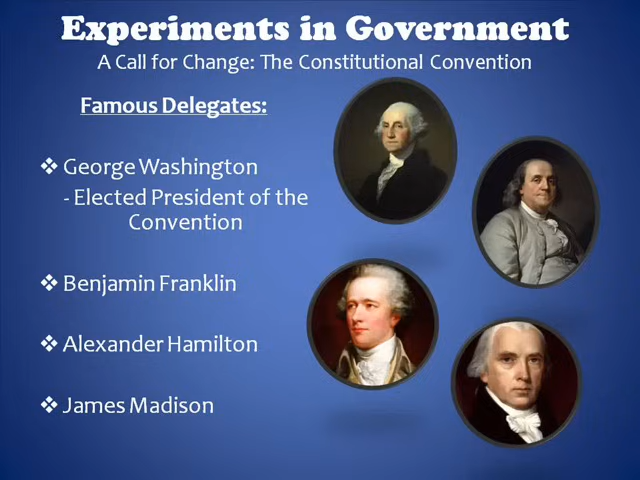 Experiments in Government
A Call for Change: The Constitutional Convention
Famous Delegates:
❖ George Washington
- Elected President of the
Convention
❖ Benjamin Franklin
❖ Alexander Hamilton
❖ James Madison